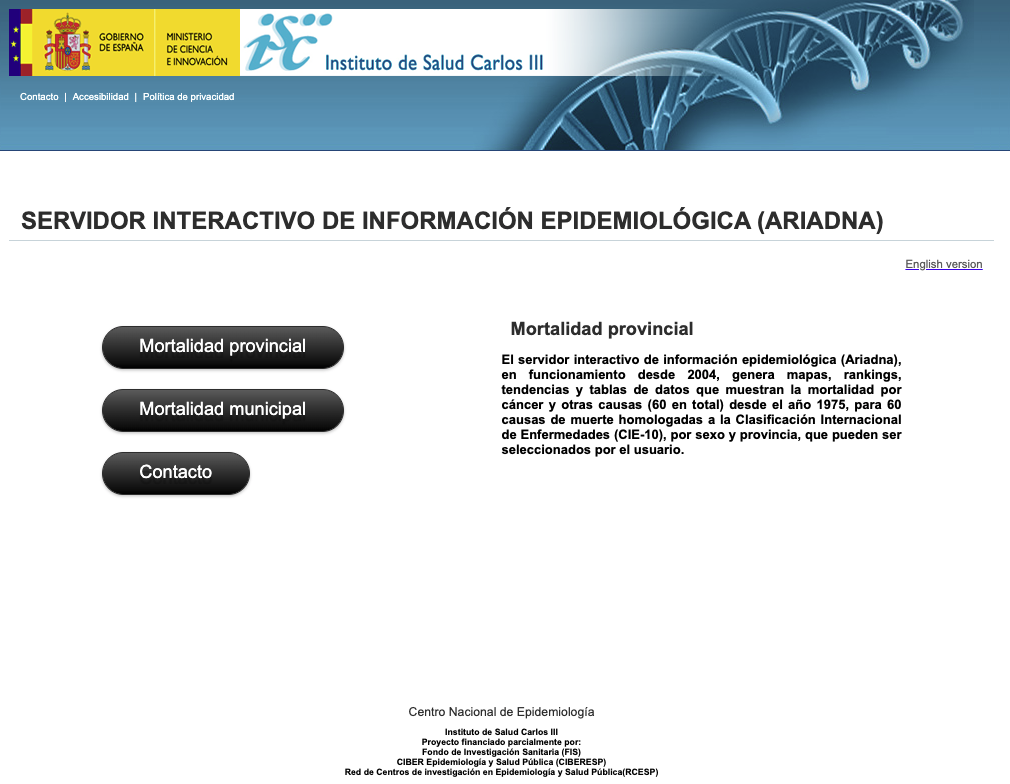 GOBIERNO
DE ESPAÑA
MINISTERIO
DE CIENCIA
E INNOVACIÓN
isc
Instituto de Salud Carlos III
Contacto | Accesibilidad | Política de privacidad
SERVIDOR INTERACTIVO DE INFORMACIÓN EPIDEMIOLÓGICA (ARIADNA)
English version
Mortalidad provincial
Mortalidad municipal
Contacto
Mortalidad provincial
El servidor interactivo de información epidemiológica (Ariadna),
en funcionamiento desde 2004, genera mapas, rankings,
tendencias y tablas de datos que muestran la mortalidad por
cáncer y otras causas (60 en total) desde el año 1975, para 60
causas de muerte homologadas a la Clasificación Internacional
de Enfermedades (CIE-10), por sexo y provincia, que pueden ser
seleccionados por el usuario.
Centro Nacional de Epidemiología
Instituto de Salud Carlos III
Proyecto financiado parcialmente por:
Fondo de Investigación Sanitaria (FIS)
CIBER Epidemiología y Salud Pública (CIBERESP)
Red de Centros de investigación en Epidemiología y Salud Pública(RCESP)